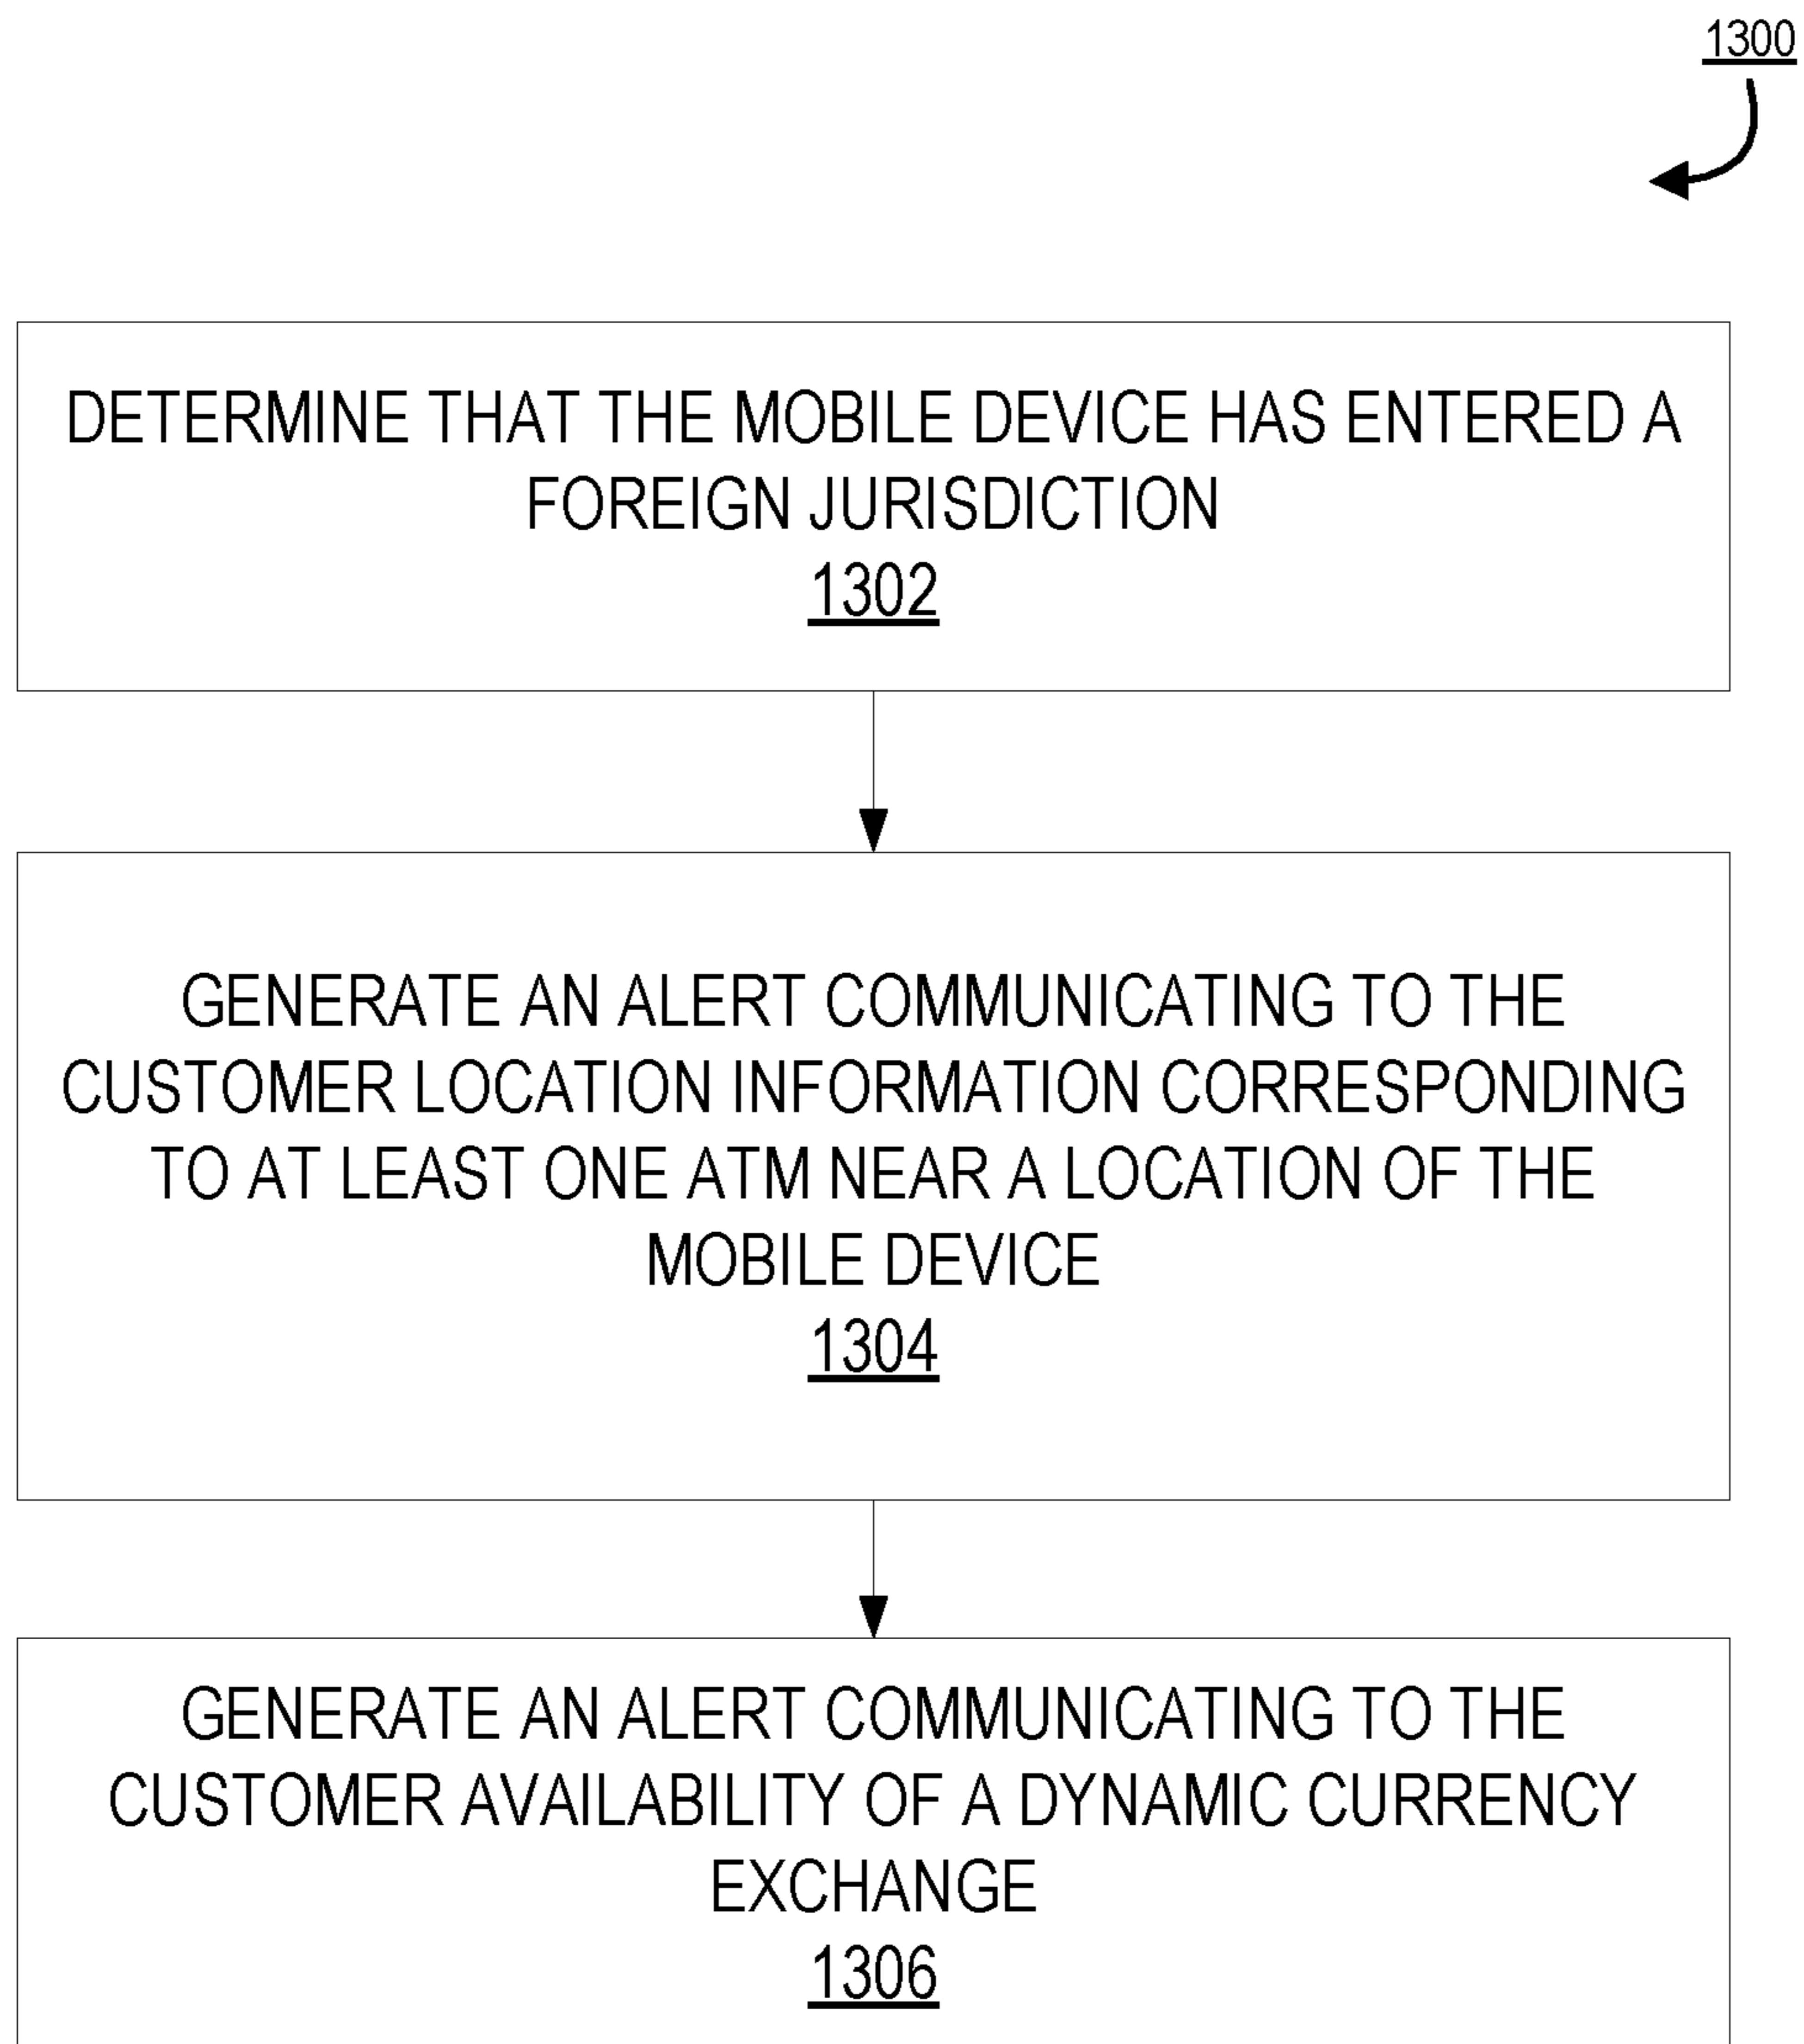 1300
DETERMINE THAT THE MOBILE DEVICE HAS ENTERED A
FOREIGN JURISDICTION
1302
GENERATE AN ALERT COMMUNICATING TO THE
CUSTOMER LOCATION INFORMATION CORRESPONDING
TO AT LEAST ONE ATM NEAR A LOCATION OF THE
MOBILE DEVICE
1304
GENERATE AN ALERT COMMUNICATING TO THE
CUSTOMER AVAILABILITY OF A DYNAMIC CURRENCY
EXCHANGE
1306